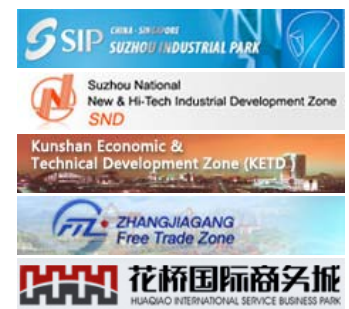 SIP CHINA - SINGAPORE
SUZHOU INDUSTRIAL PARK
Suzhou National
New & Hi-Tech Industrial Development Zone
SND
Kunshan Economic &
Technical Development Zone (KETD)
FTZ ZHANGJIAGANG
Free Trade Zone
花桥国际商务城
HUAQIAO INTERNATIONAL SERVICE BUSINESS PARK